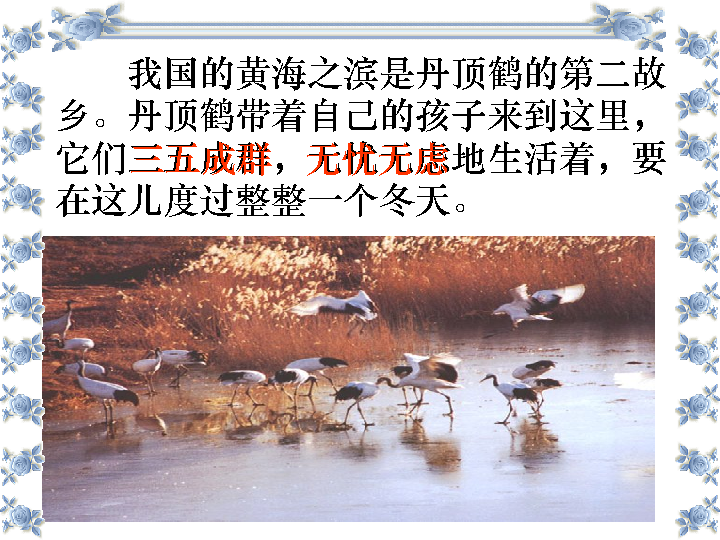 我国的黄海之滨是丹顶鹤的第二故
乡。丹顶鹤带着自己的孩子来到这里，
它们三五成群，无忧无虑地生活着，要
在这儿度过整整一个冬天。